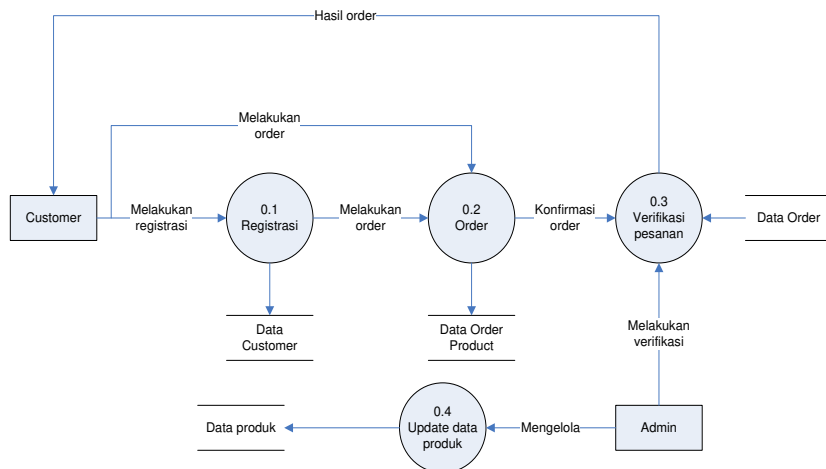 Hasil order
Melakukan
order
Customer
Melakukan
registrasi
0.1
Registrasi
Melakukan
order
0.2
Order
Konfirmasi
order
0.3
Verifikasi
pesanan
Data Order
Data
Customer
Data Order
Product
Melakukan
verifikasi
Data produk
0.4
Update data
produk
Mengelola
Admin